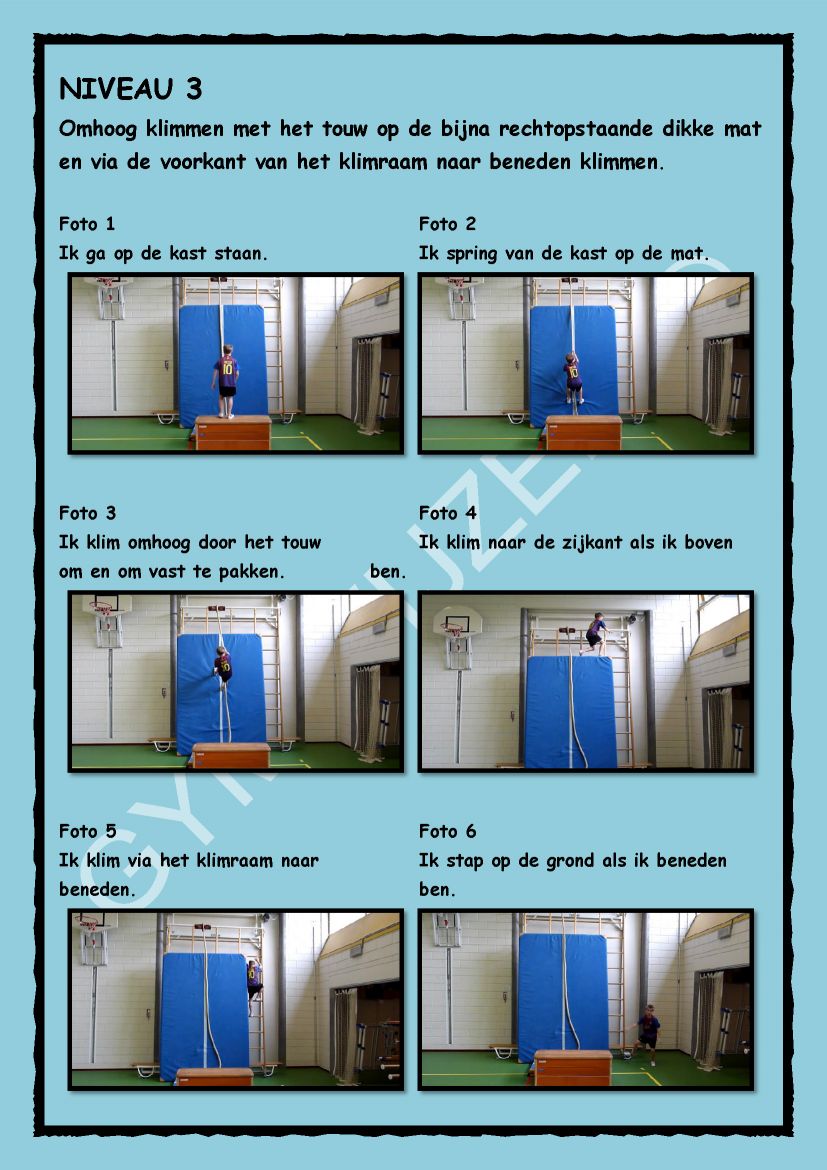 NIVEAU 3
Omhoog klimmen met het touw op de bijna rechtopstaande dikke mat
en via de voorkant van het klimraam naar beneden klimmen.
Foto 1
Ik ga op de kast staan.
Foto 2
Ik spring van de kast op de mat.
10
10
Foto 3
Ik klim omhoog door het touw
om en om vast te pakken.
Foto 4
Ik klim naar de zijkant als ik boven
ben.
Foto 5
Ik klim via het klimraam naar
beneden.
Foto 6
Ik stap op de grond als ik beneden
ben.